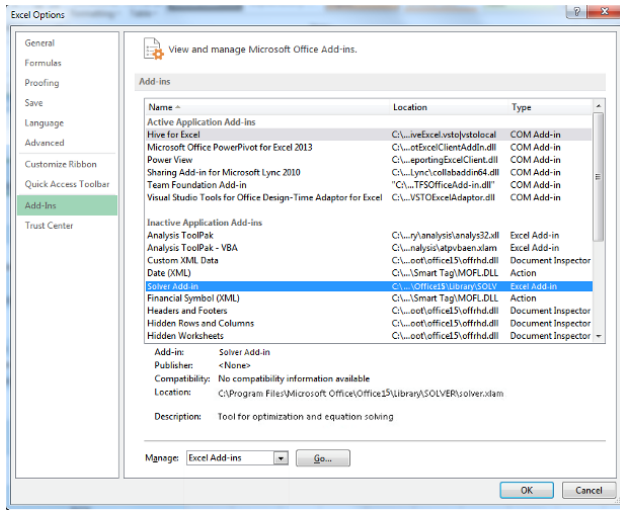 Excel Options
General
Formulas
Proofing
Save
Language
Advanced
Customize Ribbon
Quick Access Toolbar
Add-Ins
Trust Center
View and manage Microsoft Office Add-ins.
Add-ins
Name Location Type
Active Application Add-ins
Hive for Excel C:\...iveExcel.vsto|vstolocal COM Add-in
Microsoft Office PowerPivot for Excel 2013 C:\...otExcelClientAddIn.dll COM Add-in
Power View C:\...eportingExcelClient.dll COM Add-in
Sharing Add-in for Microsoft Lync 2010 C:\...Lync\collabaddin64.dll COM Add-in
Team Foundation Add-in "C:\...TFSOfficeAdd-in.dll" COM Add-in
Visual Studio Tools for Office Design-Time Adaptor for Excel C:\...VSTOExcelAdaptor.dll COM Add-in
Inactive Application Add-ins
Analysis ToolPak C:\...ry\analysis\analys32.xll Excel Add-in
Analysis ToolPak - VBA C:\...nalysis\atpvbaen.xlam Excel Add-in
Custom XML Data C:\...oot\office15\offrhd.dll Document Inspector
Date (XML) C:\...\Smart Tag\MOFL.DLL Action
Solver Add-in C:\...\Office15\Library\SOLV Excel Add-in
Financial Symbol (XML) C:\...\Smart Tag\MOFL.DLL Action
Headers and Footers C:\...oot\office15\offrhd.dll Document Inspector
Hidden Rows and Columns C:\...oot\office15\offrhd.dll Document Inspector
Hidden Worksheets C:\...oot\office15\offrhd.dll Document Inspector
Add-in: Solver Add-in
Publisher: <None>
Compatibility: No compatibility information available
Location: C:\Program Files\Microsoft Office\Office15\Library\SOLVER\solver.xlam
Description: Tool for optimization and equation solving
Manage: Excel Add-ins Go...
OK Cancel